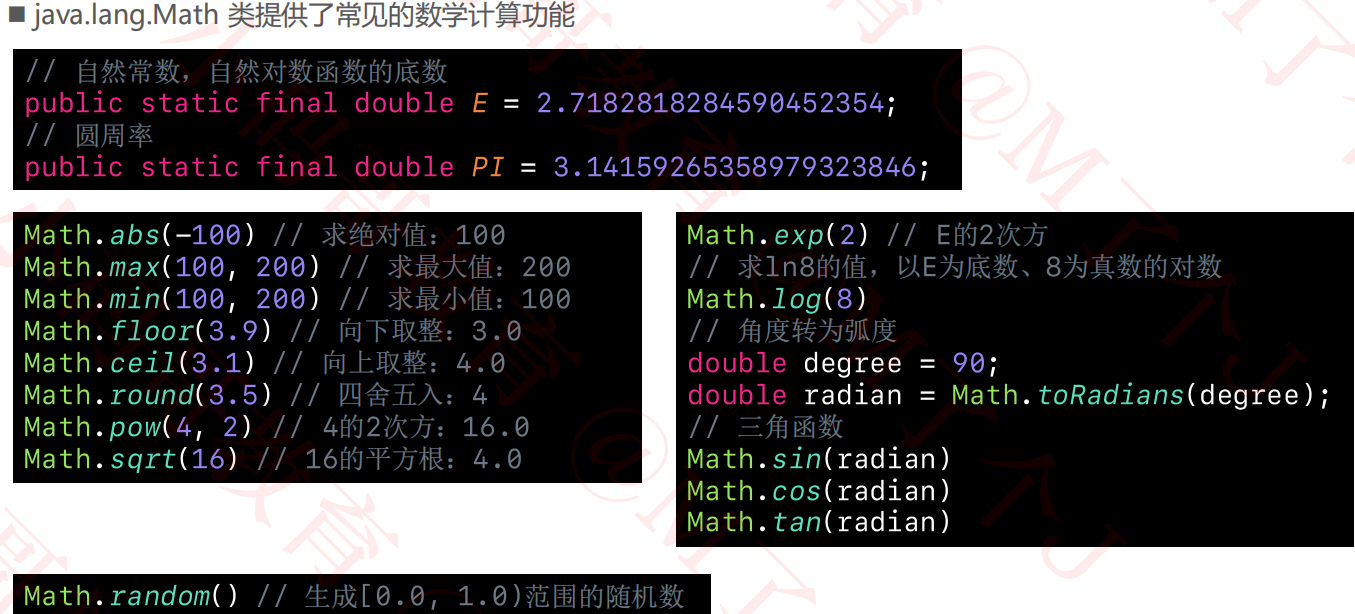 ■ java.lang.Math 类提供了常见的数学计算功能
// 自然常数，自然对数函数的底数
public static final double E = 2.7182818284590452354;
// 圆周率
public static final double PI = 3.14159265358979323846;
Math.abs(-100) // 求绝对值：100
Math.max(100, 200) // 求最大值：200
Math.min(100, 200) // 求最小值：100
Math.floor(3.9) // 向下取整：3.0
Math.ceil(3.1) // 向上取整：4.0
Math.round(3.5) // 四舍五入：4
Math.pow(4, 2) // 4的2次方：16.0
Math.sqrt(16) // 16的平方根：4.0
Math.exp(2) // E的2次方
// 求ln8的值，以E为底数、8为真数的对数
Math.log(8)
// 角度转为弧度
double degree = 90;
double radian = Math.toRadians(degree);
// 三角函数
Math.sin(radian)
Math.cos(radian)
Math.tan(radian)
Math.random() // 生成[0.0, 1.0)范围的随机数